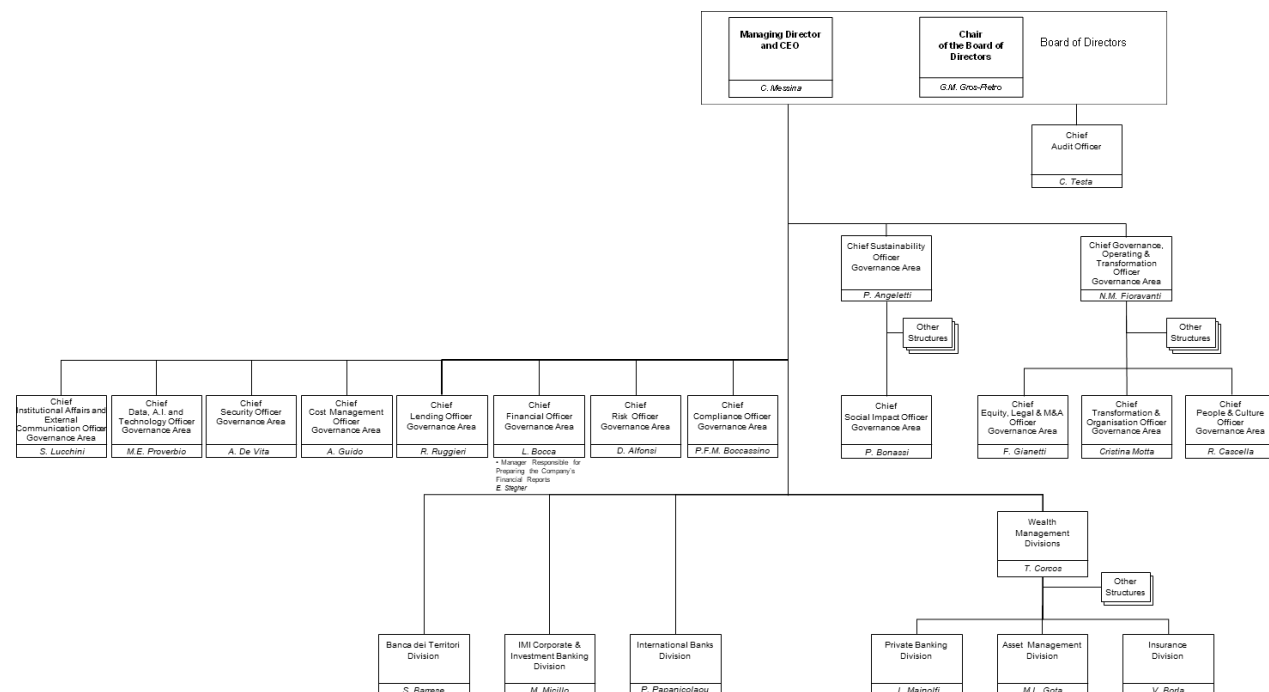 Managing Director
and CEO
C. Messina
Chair
of the Board of
Directors
G.M. Gros-Pietro
Board of Directors
Chief
Audit Officer
C. Testa
Chief Sustainability
Officer
Governance Area
P. Angeletti
Chief Governance,
Operating &
Transformation
Officer
Governance Area
N.M. Fioravanti
Other
Structures
Other
Structures
Chief
Institutional Affairs and
External
Communication Officer
Governance Area
S. Lucchini
Chief
Data, A.I. and
Technology Officer
Governance Area
M.E. Proverbio
Chief
Security Officer
Governance Area
A. De Vita
Chief
Cost Management
Officer
Governance Area
A. Guido
Chief
Lending Officer
Governance Area
R. Ruggieri
Chief
Financial Officer
Governance Area
L. Bocca
• Manager Responsible for
Preparing the Company's
Financial Reports
E. Stegher
Chief
Risk Officer
Governance Area
D. Alfonsi
Chief
Compliance Officer
Governance Area
P.F.M. Boccassino
Chief
Social Impact Officer
Governance Area
P. Bonassi
Chief
Equity, Legal & M&A
Officer
Governance Area
F. Gianetti
Chief
Transformation &
Organisation Officer
Governance Area
Cristina Motta
Chief
People & Culture
Officer
Governance Area
R. Cascella
Wealth
Management
Divisions
T. Corcos
Other
Structures
Banca dei Territori
Division
S. Barrese
IMI Corporate &
Investment Banking
Division
M. Micillo
International Banks
Division
P. Papanicolaou
Private Banking
Division
L. Mainolfi
Asset Management
Division
M.L. Gota
Insurance
Division
V. Borla